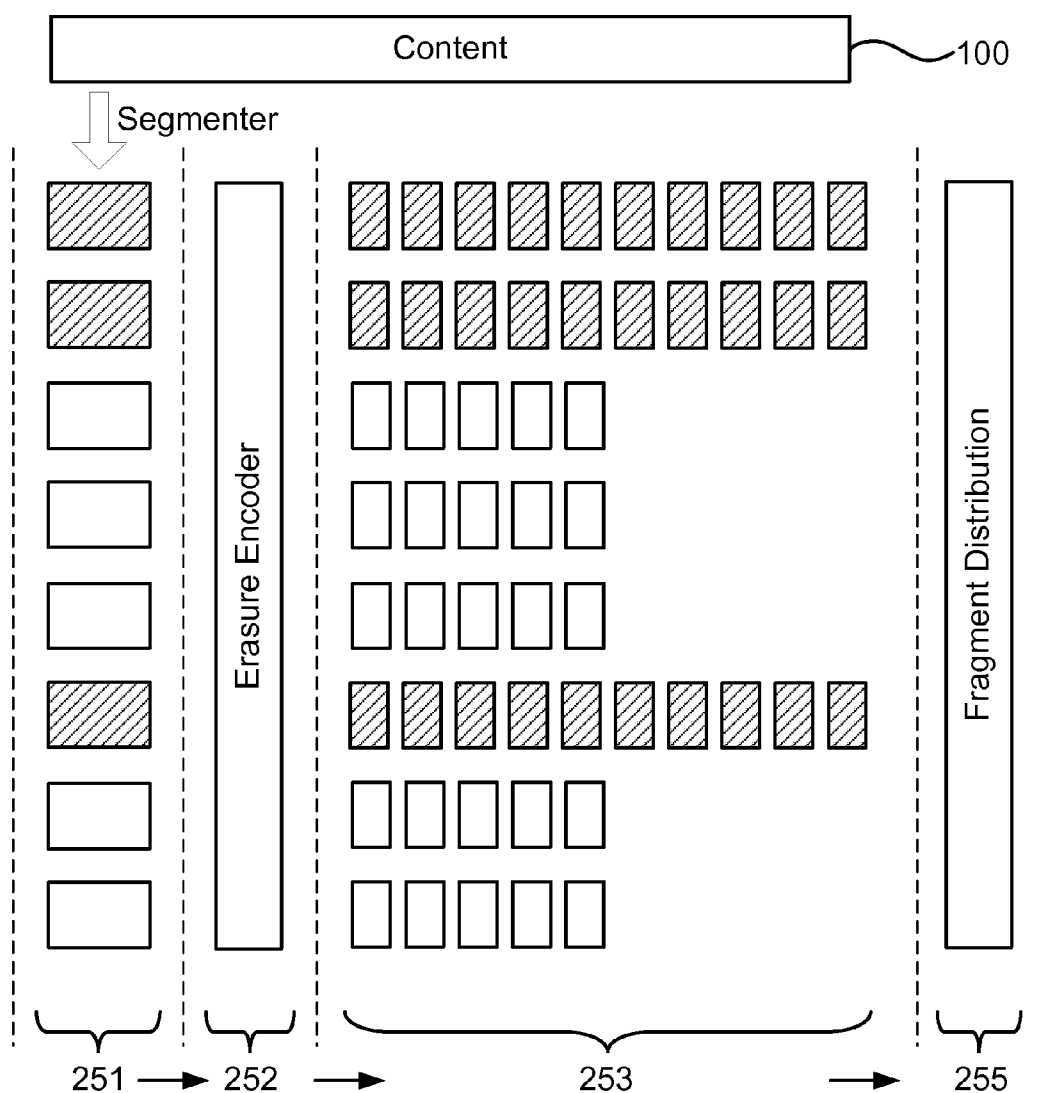 Content
100
Segmenter
Erasure Encoder
Fragment Distribution
251
252
253
255